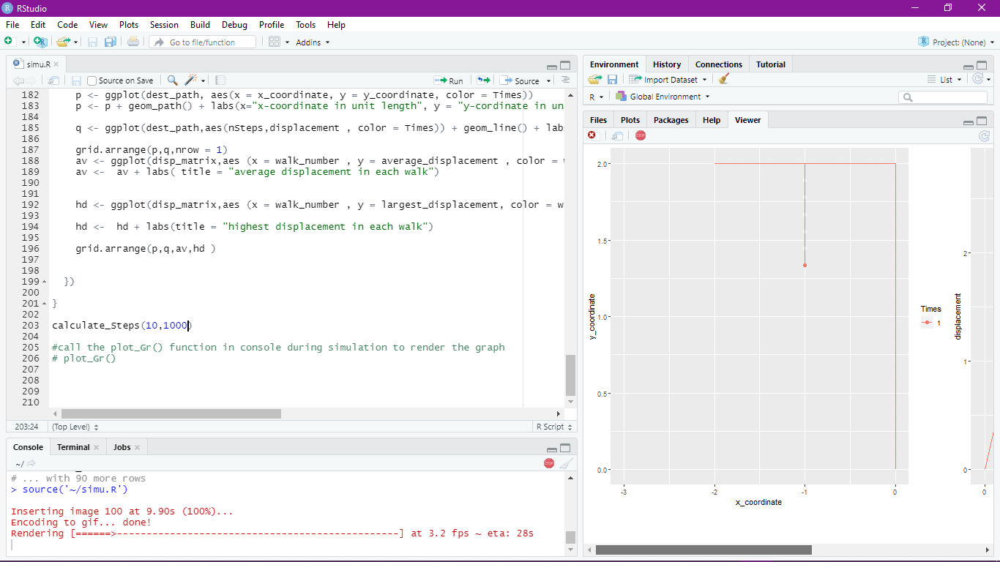 RStudio
File Edit Code View Plots Session Build Debug Profile Tools Help
Go to file/function
Addins
Project: (None)
simu.R
Source on Save
Run
Source
182 p <- ggplot(dest_path, aes(x = x_coordinate, y = y_coordinate, color = Times))
183 p <- p + geom_path() + labs(x="x-coordinate in unit length", y = "y-cordinate in un
184
185 q <- ggplot(dest_path,aes(nSteps,displacement , color = Times)) + geom_line() + lab
186
187 grid.arrange(p,q,nrow = 1)
188 av <- ggplot(disp_matrix,aes (x = walk_number , y = average_displacement , color =
189 av <-  av + labs( title = "average displacement in each walk")
190
191
192 hd <- ggplot(disp_matrix,aes (x = walk_number , y = largest_displacement, color = w
193
194 hd <-  hd + labs(title = "highest displacement in each walk")
195
196 grid.arrange(p,q,av,hd )
197
198
199 })
200
201 }
202
203 calculate_Steps(10,1000)
204
205 #call the plot_Gr() function in console during simulation to render the graph
206 # plot_Gr()
207
208
209
210
203:24 (Top Level) R Script
Console Terminal Jobs
~/
STOP
# ... with 90 more rows
> source('~/simu.R')
Inserting image 100 at 9.90s (100%)...
Encoding to gif... done!
Rendering [======>------------------------------------------------] at 3.2 fps ~ eta: 28s
Environment History Connections Tutorial
Import Dataset
List
R Global Environment
Files Plots Packages Help Viewer
STOP
2.0
1.5
1.0
0.5
0.0
y_coordinate
-3 -2 -1 0
x_coordinate
Times
1
displacement
2
1
0
0